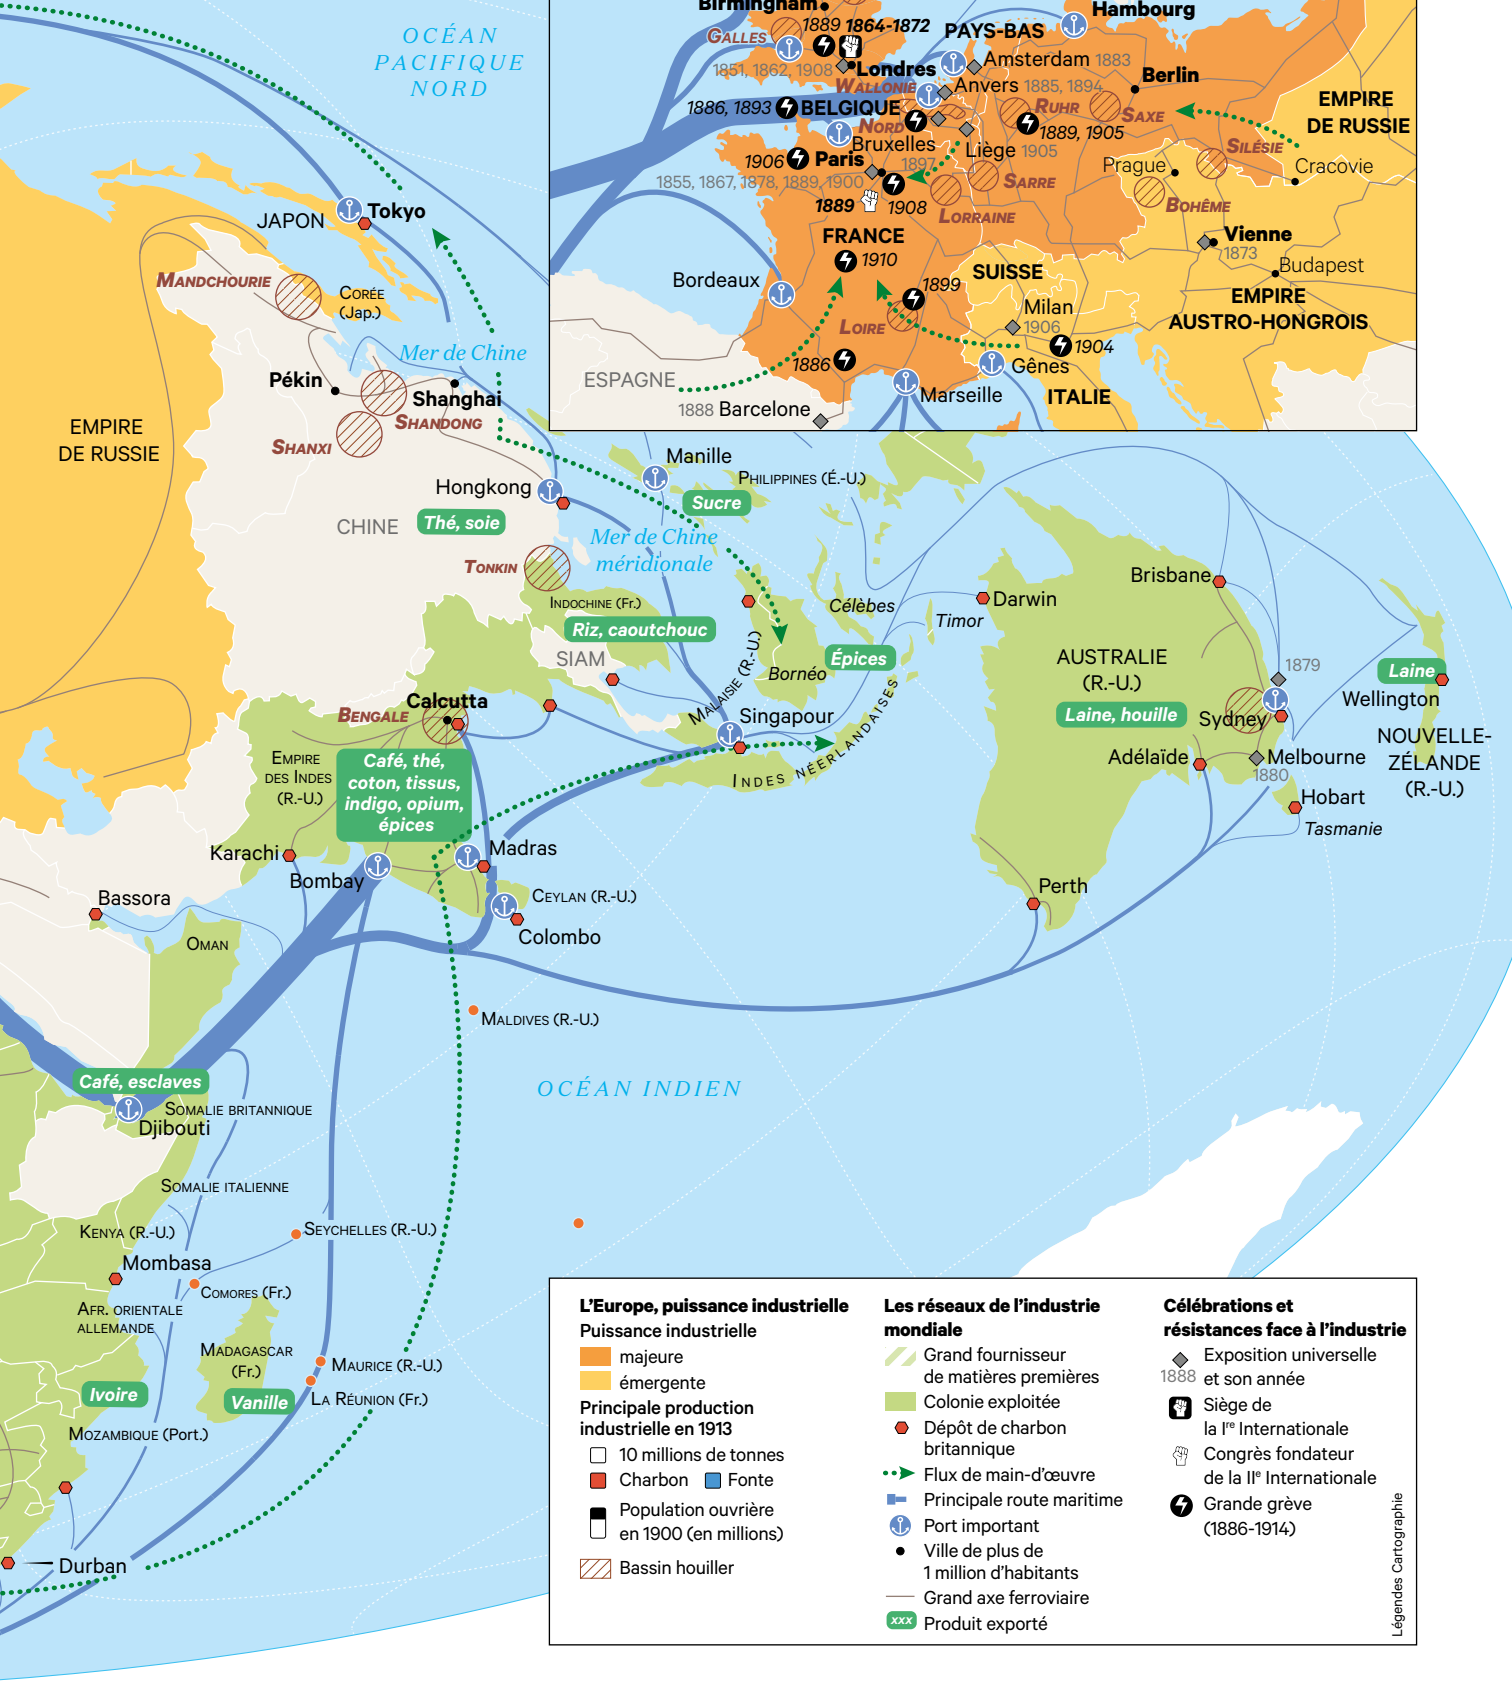 OCÉAN
PACIFIQUE
NORD
JAPON
Tokyo
MANDCHOURIE
CORÉE
(Jap.)
Mer de Chine
Pékin
Shanghai
SHANDONG
SHANXI
EMPIRE
DE RUSSIE
Hongkong
CHINE
Thé, soie
TONKIN
Manille
PHILIPPINES (É.-U.)
Sucre
Mer de Chine
méridionale
INDOCHINE (Fr.)
Riz, caoutchouc
SIAM
Célèbes
Timor
Darwin
Brisbane
MALAISIE (R.-U.)
Bornéo
Épices
AUSTRALIE
(R.-U.)
Laine, houille
1879
Sydney
Laine
Wellington
NOUVELLE-
ZÉLANDE
(R.-U.)
BENGALE
Calcutta
Singapour
INDES NÉERLANDAISES
Adélaïde
Melbourne
1880
Hobart
Tasmanie
EMPIRE
DES INDES
(R.-U.)
Café, thé,
coton, tissus,
indigo, opium,
épices
Karachi
Bombay
Madras
CEYLAN (R.-U.)
Colombo
Perth
Bassora
OMAN
MALDIVES (R.-U.)
OCÉAN INDIEN
Café, esclaves
SOMALIE BRITANNIQUE
Djibouti
SOMALIE ITALIENNE
KENYA (R.-U.)
SEYCHELLES (R.-U.)
Mombasa
COMORES (Fr.)
AFR. ORIENTALE
ALLEMANDE
MADAGASCAR
(Fr.)
MAURICE (R.-U.)
LA RÉUNION (Fr.)
Ivoire
Vanille
MOZAMBIQUE (Port.)
Durban
Birmingham
GALLES
1889
1864-1872
1851, 1862, 1908
Londres
PAYS-BAS
Hambourg
Amsterdam 1883
WALLONIE
Anvers 1885, 1894
Berlin
1886, 1893
BELGIQUE
RUHR
SAXE
1889, 1905
EMPIRE
DE RUSSIE
NORD
Bruxelles
1897
Liège 1905
1906
Paris
1855, 1867, 1878, 1889, 1900
SARRE
Prague
SILÉSIE
Cracovie
BOHÊME
1889
1908
LORRAINE
FRANCE
1910
Vienne
1873
Budapest
EMPIRE
AUSTRO-HONGROIS
Bordeaux
SUISSE
1899
Milan
1906
LOIRE
1904
1886
Gênes
ESPAGNE
Marseille
ITALIE
1888 Barcelone
L’Europe, puissance industrielle
Puissance industrielle
majeure
émergente
Principale production
industrielle en 1913
10 millions de tonnes
Charbon
Fonte
Population ouvrière
en 1900 (en millions)
Bassin houiller
Les réseaux de l’industrie
mondiale
Grand fournisseur
de matières premières
Colonie exploitée
Dépôt de charbon
britannique
Flux de main-d’œuvre
Principale route maritime
Port important
Ville de plus de
1 million d’habitants
Grand axe ferroviaire
xxx Produit exporté
Célébrations et
résistances face à l’industrie
Exposition universelle
1888 et son année
Siège de
la Ire Internationale
Congrès fondateur
de la IIe Internationale
Grande grève
(1886-1914)
Légendes Cartographie